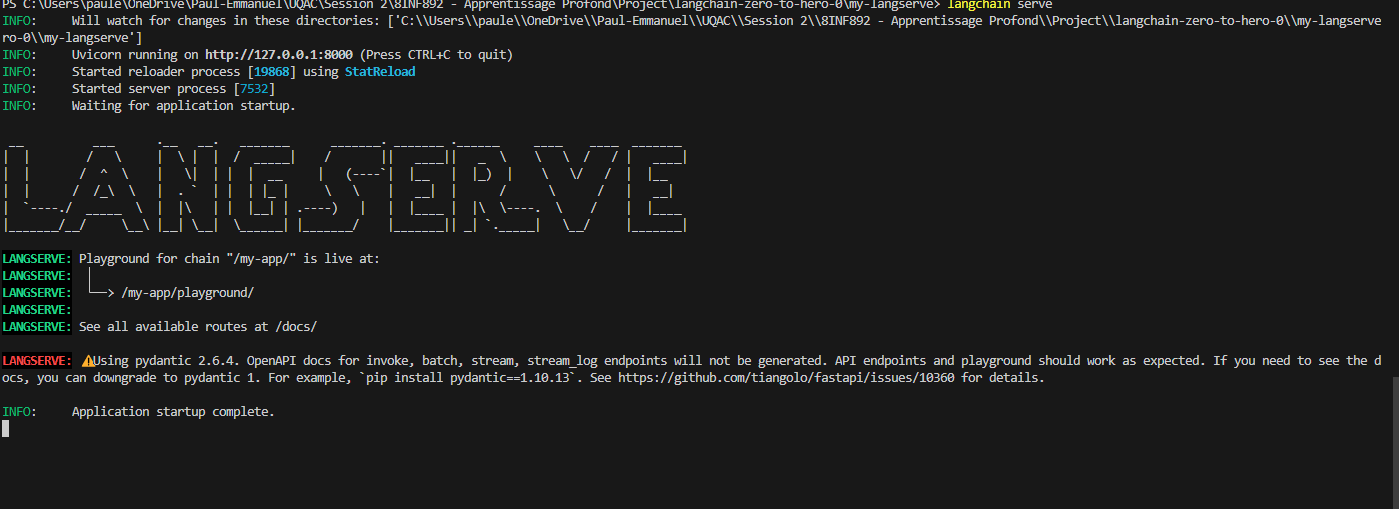 PS C:\Users\paule\OneDrive\Paul-Emmanuel\UQAC\Session 2\8INF892 - Apprentissage Profond\Project\langchain-zero-to-hero-0\my-langserve> langchain serve
INFO:     Will watch for changes in these directories: ['C:\\Users\\paule\\OneDrive\\Paul-Emmanuel\\UQAC\\Session 2\\8INF892 - Apprentissage Profond\\Project\\langchain-zero-to-hero-0\\my-langserve
ro-0\\my-langserve']
INFO:     Uvicorn running on http://127.0.0.1:8000 (Press CTRL+C to quit)
INFO:     Started reloader process [19868] using StatReload
INFO:     Started server process [7532]
INFO:     Waiting for application startup.
LANGSERVE
LANGSERVE: Playground for chain "/my-app/" is live at:
LANGSERVE:  │
LANGSERVE:  └──> /my-app/playground/
LANGSERVE:
LANGSERVE: See all available routes at /docs/
LANGSERVE: ⚠️Using pydantic 2.6.4. OpenAPI docs for invoke, batch, stream, stream_log endpoints will not be generated. API endpoints and playground should work as expected. If you need to see the d
ocs, you can downgrade to pydantic 1. For example, `pip install pydantic==1.10.13`. See https://github.com/tiangolo/fastapi/issues/10360 for details.
INFO:     Application startup complete.